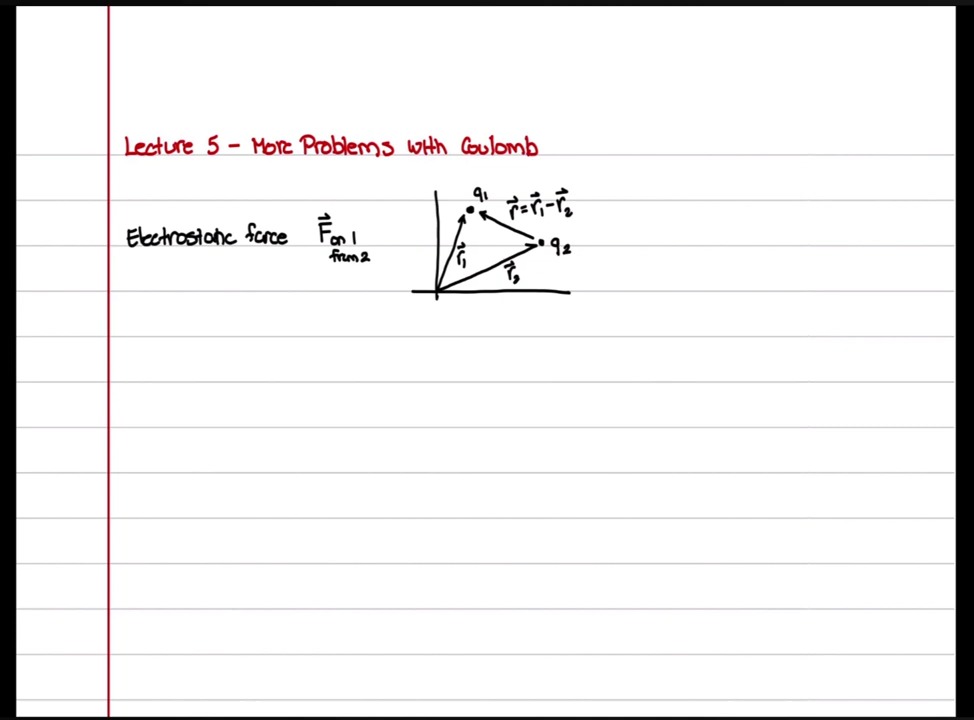 Lecture 5 - More Problems with Coulomb
Electrostatic force F⃗ on 1 from 2
q₁
r⃗ = r⃗₁ - r⃗₂
r⃗₁
q₂
r⃗₂